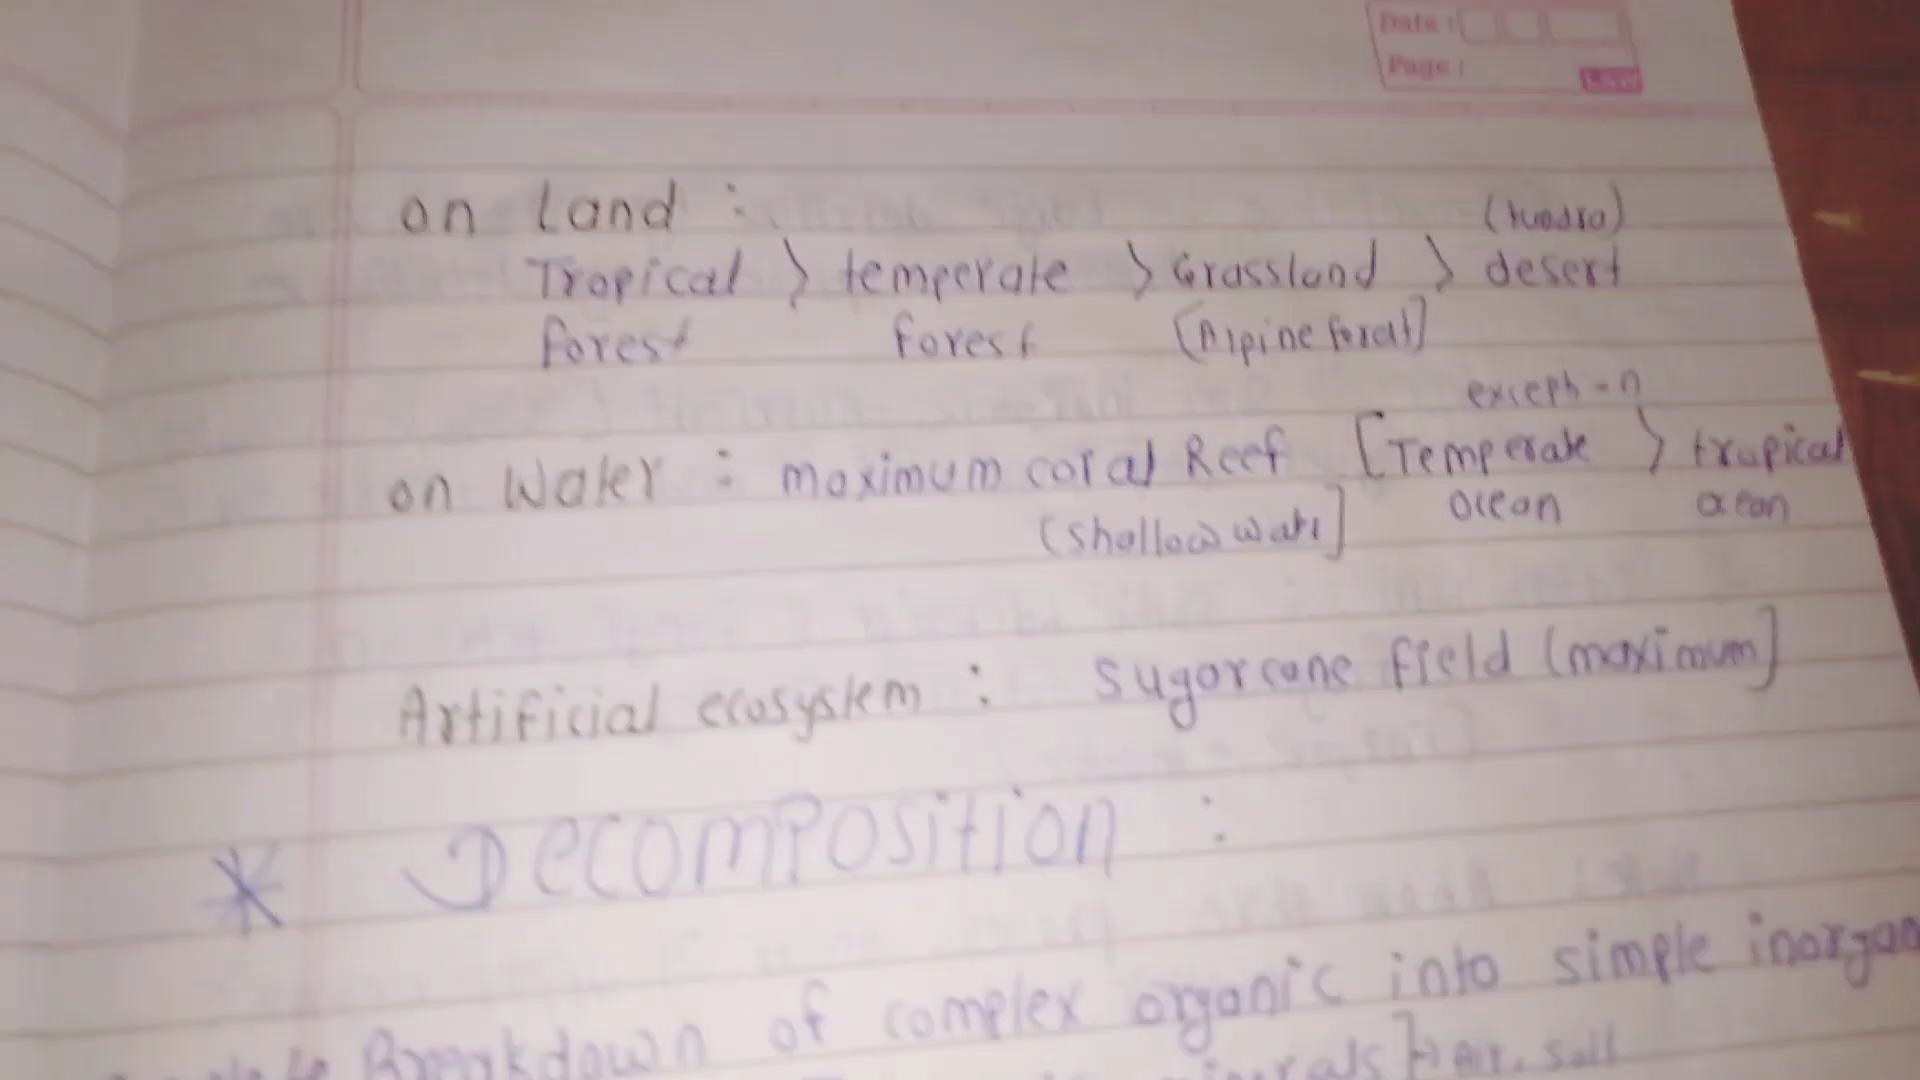 Date :
Page :
on Land :
(tundra)
Tropical > temperate > Grassland > desert
forest forest [Alpine forest]
except-n
on Water : maximum coral Reef [Temperate > tropical
(shallow water] ocean ocean
Artificial ecosystem : sugarcane field (maximum]
* Decomposition :
Breakdown of complex organic into simple inorgan